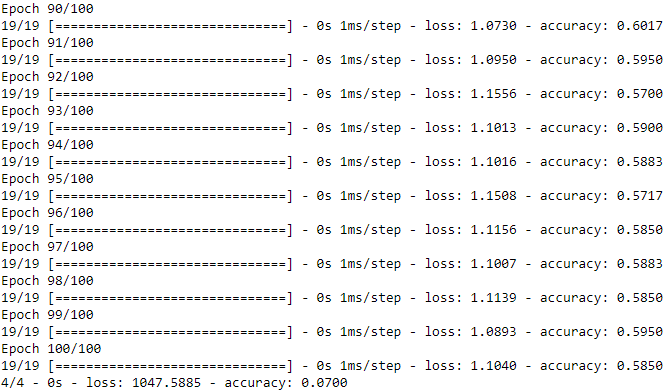 Epoch 90/100
19/19 [==============================] - 0s 1ms/step - loss: 1.0730 - accuracy: 0.6017
Epoch 91/100
19/19 [==============================] - 0s 1ms/step - loss: 1.0950 - accuracy: 0.5950
Epoch 92/100
19/19 [==============================] - 0s 1ms/step - loss: 1.1556 - accuracy: 0.5700
Epoch 93/100
19/19 [==============================] - 0s 1ms/step - loss: 1.1013 - accuracy: 0.5900
Epoch 94/100
19/19 [==============================] - 0s 1ms/step - loss: 1.1016 - accuracy: 0.5883
Epoch 95/100
19/19 [==============================] - 0s 1ms/step - loss: 1.1508 - accuracy: 0.5717
Epoch 96/100
19/19 [==============================] - 0s 1ms/step - loss: 1.1156 - accuracy: 0.5850
Epoch 97/100
19/19 [==============================] - 0s 1ms/step - loss: 1.1007 - accuracy: 0.5883
Epoch 98/100
19/19 [==============================] - 0s 1ms/step - loss: 1.1139 - accuracy: 0.5850
Epoch 99/100
19/19 [==============================] - 0s 1ms/step - loss: 1.0893 - accuracy: 0.5950
Epoch 100/100
19/19 [==============================] - 0s 1ms/step - loss: 1.1040 - accuracy: 0.5850
4/4 - 0s - loss: 1047.5885 - accuracy: 0.0700